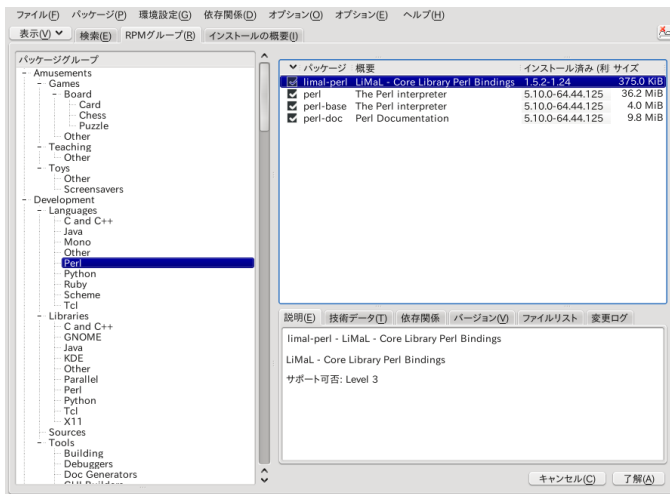 ファイル(F) パッケージ(P) 環境設定(G) 依存関係(D) オプション(O) オプション(E) ヘルプ(H)
表示(V) 検索(E) RPMグループ(R) インストールの概要(I)
パッケージグループ
Amusements
Games
Board
Card
Chess
Puzzle
Other
Teaching
Other
Toys
Other
Screensavers
Development
Languages
C and C++
Java
Mono
Other
Perl
Python
Ruby
Scheme
Tcl
Libraries
C and C++
GNOME
Java
KDE
Other
Parallel
Perl
Python
Tcl
X11
Sources
Tools
Building
Debuggers
Doc Generators
パッケージ 概要 インストール済み (利 サイズ
limal-perl LiMaL - Core Library Perl Bindings 1.5.2-1.24 375.0 KiB
perl The Perl interpreter 5.10.0-64.44.125 36.2 MiB
perl-base The Perl interpreter 5.10.0-64.44.125 4.0 MiB
perl-doc Perl Documentation 5.10.0-64.44.125 9.8 MiB
説明(E) 技術データ(T) 依存関係 バージョン(V) ファイルリスト 変更ログ
limal-perl - LiMaL - Core Library Perl Bindings
LiMaL - Core Library Perl Bindings
サポート可否: Level 3
キャンセル(C) 了解(A)